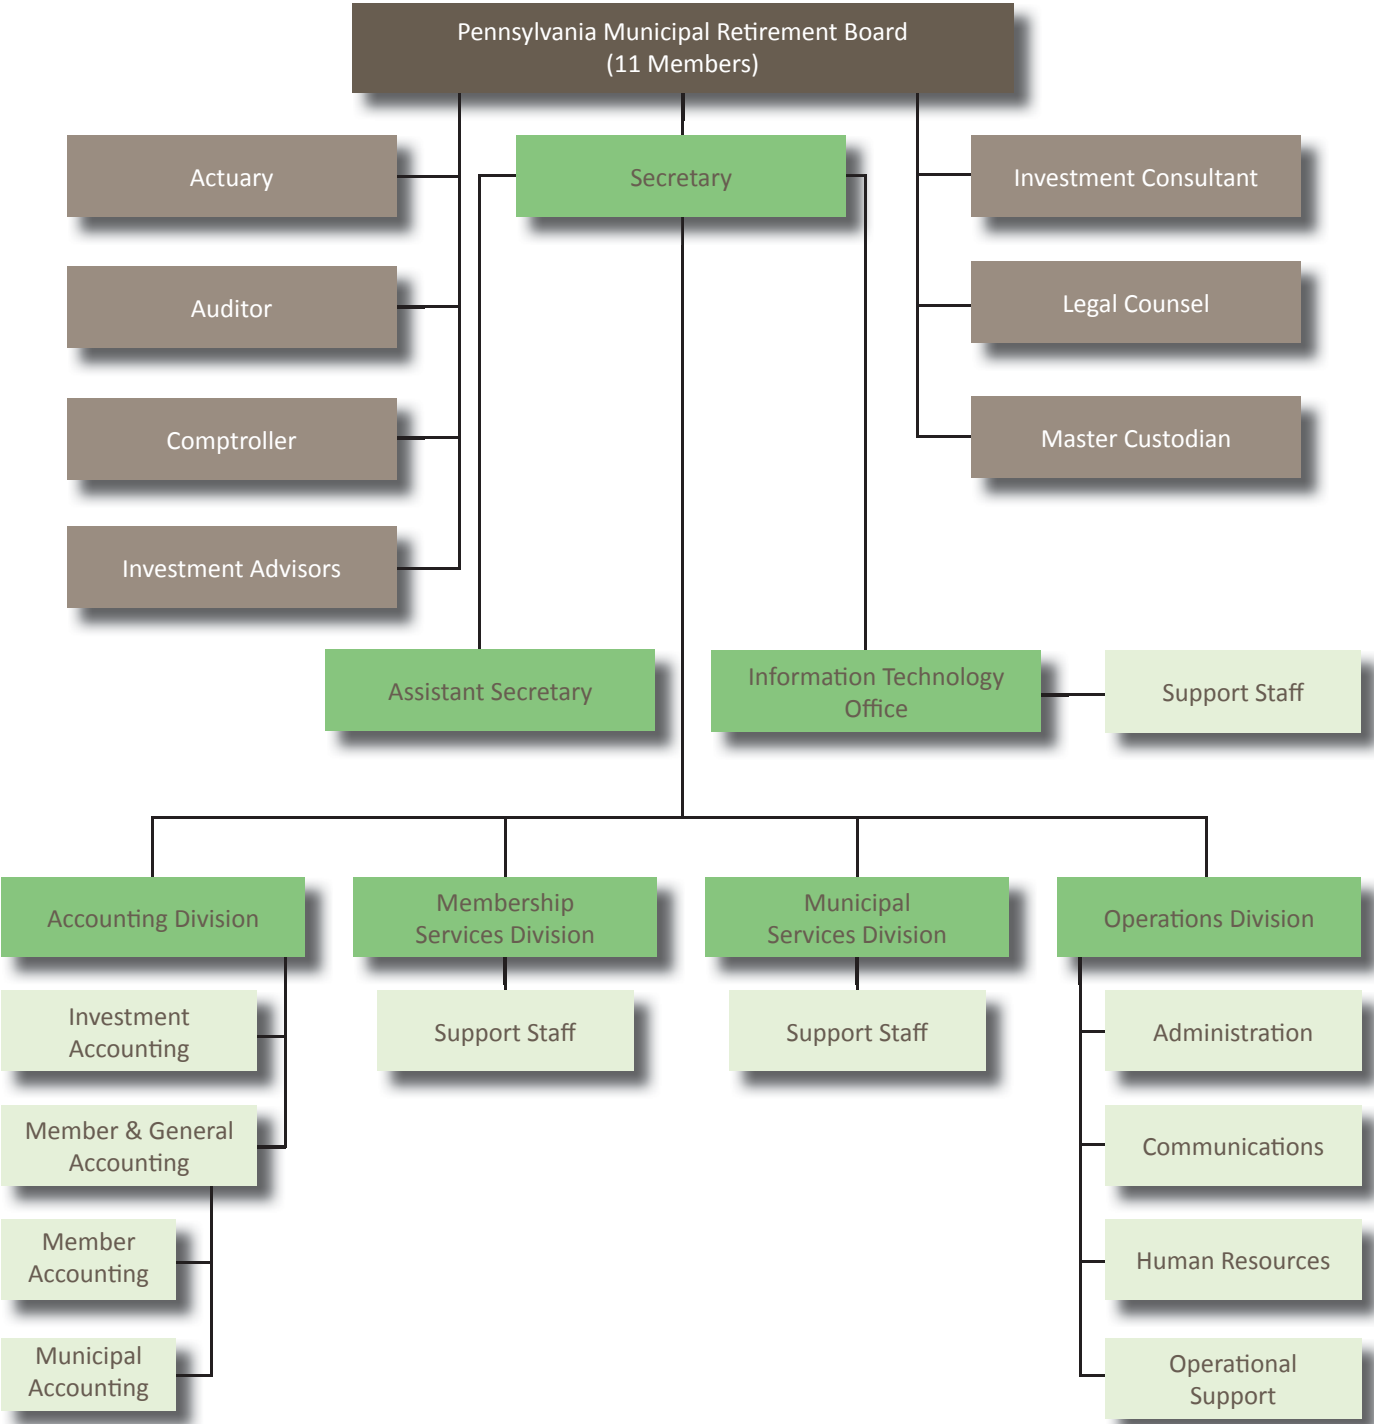 Pennsylvania Municipal Retirement Board
(11 Members)
Actuary
Secretary
Investment Consultant
Auditor
Legal Counsel
Comptroller
Master Custodian
Investment Advisors
Assistant Secretary
Information Technology
Office
Support Staff
Accounting Division
Membership
Services Division
Municipal
Services Division
Operations Division
Investment
Accounting
Support Staff
Support Staff
Administration
Member & General
Accounting
Communications
Member
Accounting
Human Resources
Municipal
Accounting
Operational
Support